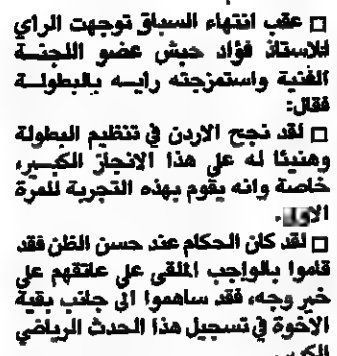 □ عقب انتهاء السباق توجهت الراي
للاستاذ فؤاد حبش عضو اللجنة
الفنية واستمزجته رايه بالبطولة
فقال:
□ لقد نجح الاردن في تنظيم البطولة
وهنيئا له على هذا الانجاز الكبير،
خاصة وانه يقوم بهذه التجربة للمرة
الاولى.
□ لقد كان الحكام عند حسن الظن فقد
قاموا بالواجب الملقى على عاتقهم على
خير وجه، فقد ساهموا الى جانب بقية
الاخوة في تسجيل هذا الحدث الرياضي